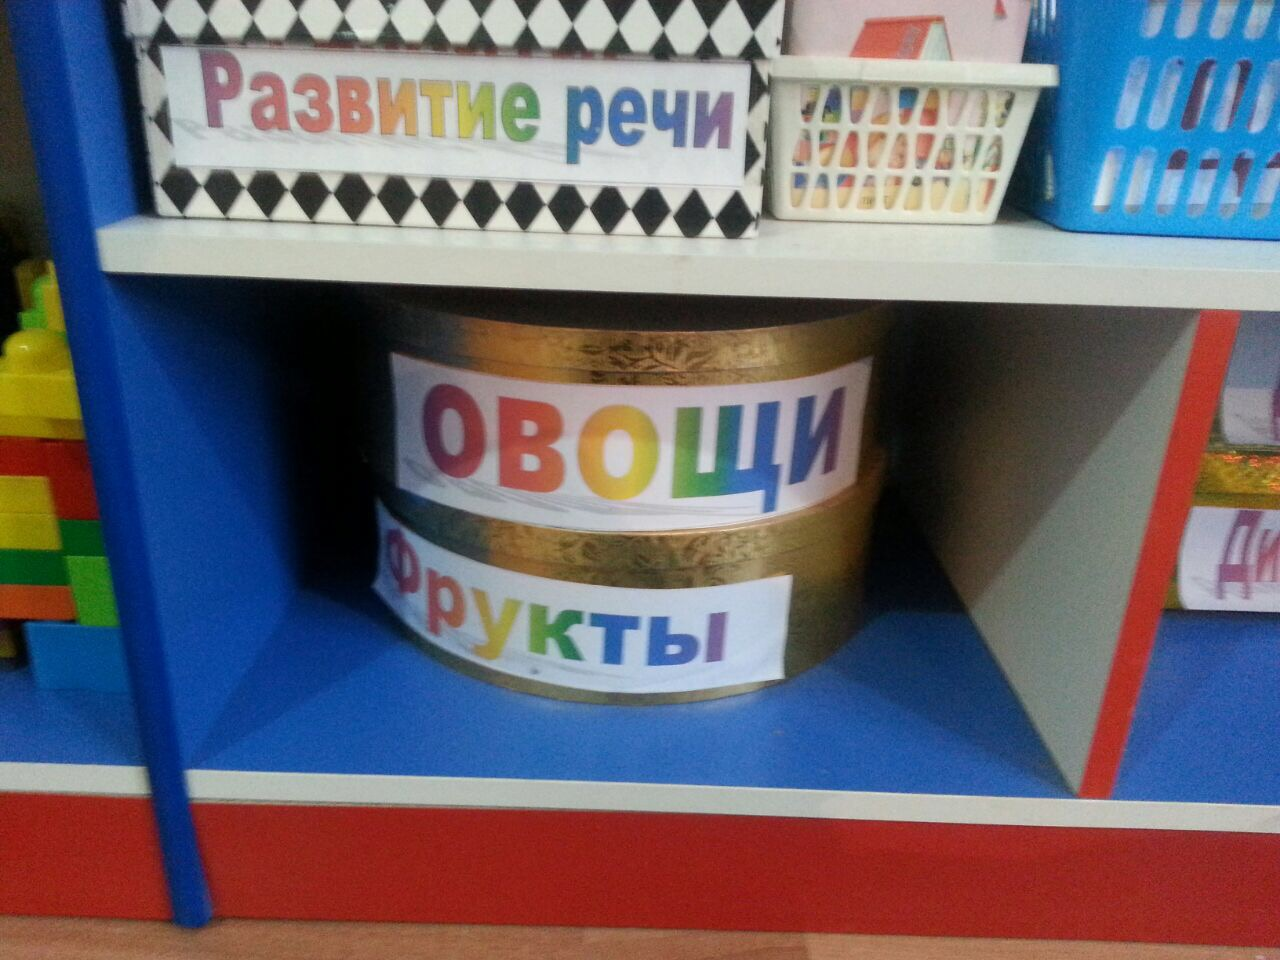 Развитие речи
овощи
Фрукты